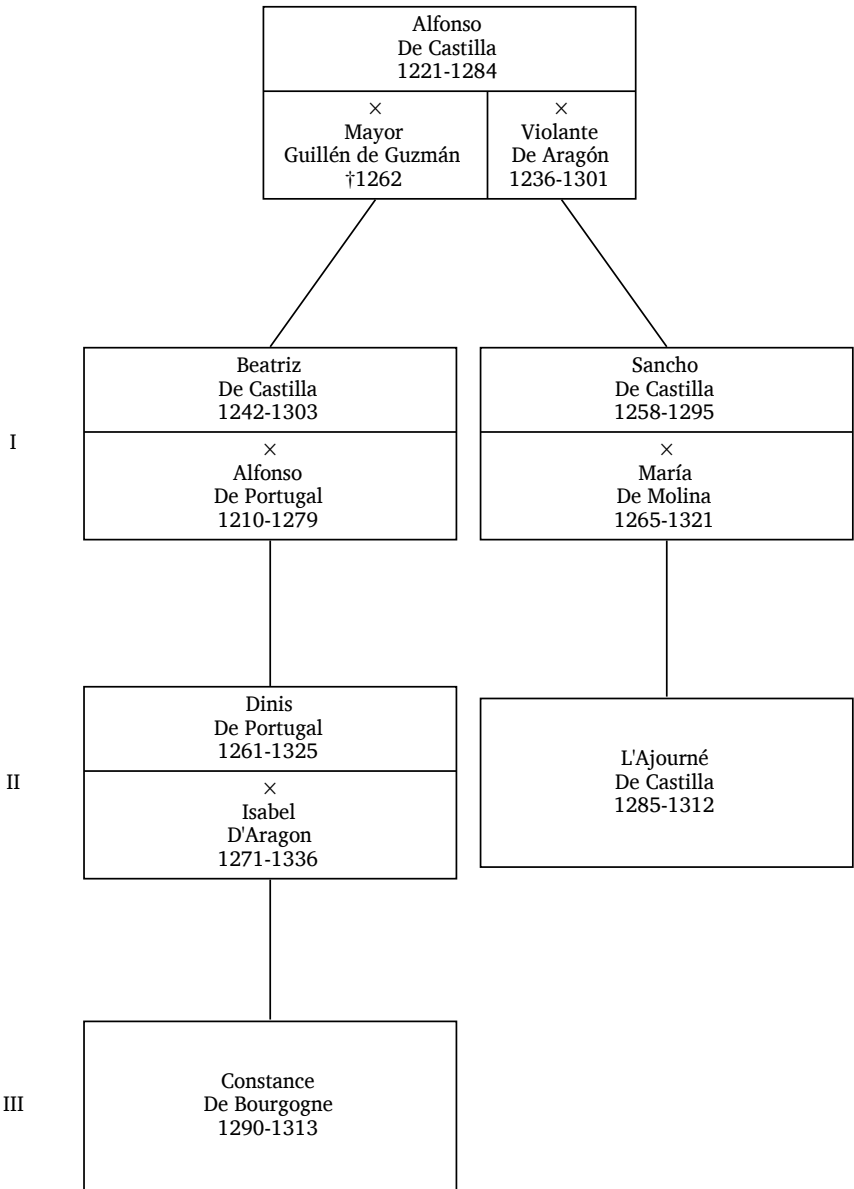 Alfonso
De Castilla
1221-1284
×
Mayor
Guillén de Guzmán
†1262
×
Violante
De Aragón
1236-1301
I
Beatriz
De Castilla
1242-1303
×
Alfonso
De Portugal
1210-1279
Sancho
De Castilla
1258-1295
×
María
De Molina
1265-1321
II
Dinis
De Portugal
1261-1325
×
Isabel
D'Aragon
1271-1336
L'Ajourné
De Castilla
1285-1312
III
Constance
De Bourgogne
1290-1313